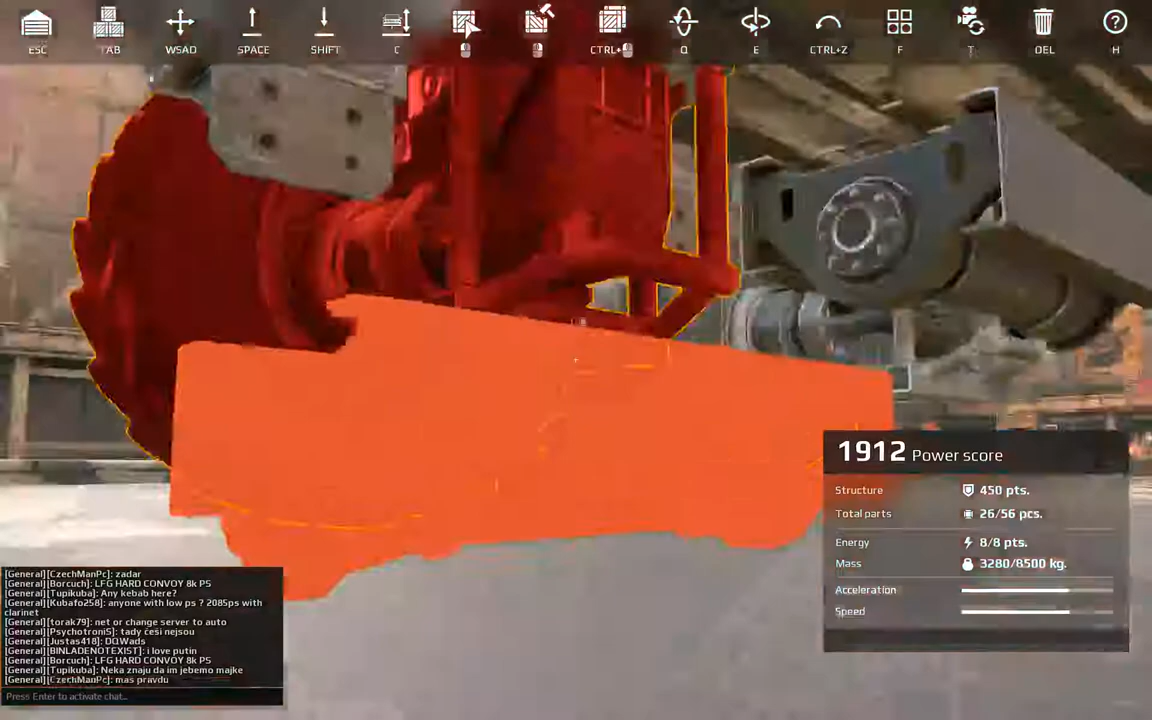 ESC
TAB
WSAD
SPACE
SHIFT
C
CTRL+
Q
E
CTRL+Z
F
T
DEL
H
1912 Power score
Structure 450 pts.
Total parts 26/56 pcs.
Energy 8/8 pts.
Mass 3280/8500 kg.
Acceleration
Speed
[General][CzechManPc]: zadar
[General][Borcuch]: LFG HARD CONVOY 8k PS
[General][Tupikuba]: Any kebab here?
[General][Kubafo258]: anyone with low ps ? 2085ps with
clarinet
[General][torak79]: net or change server to auto
[General][PsychotroniS]: tady češi nejsou
[General][Justas418]: DQWads
[General][BINLADENOTEXIST]: i love putin
[General][Borcuch]: LFG HARD CONVOY 8k PS
[General][Tupikuba]: Neka znaju da im jebemo majke
[General][CzechManPc]: mas pravdu
Press Enter to activate chat...